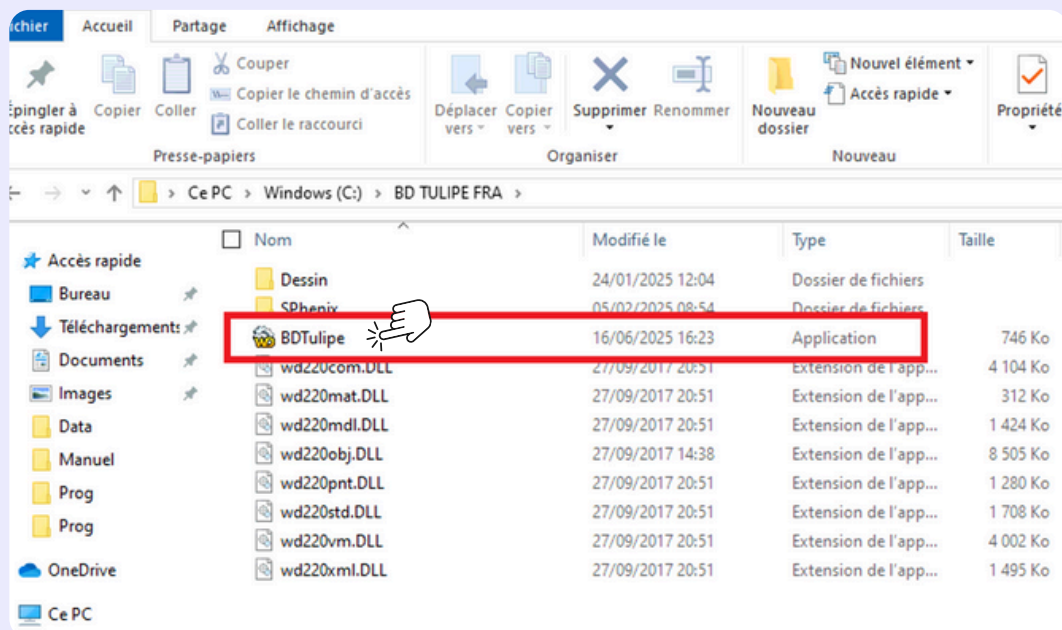 ichier Accueil Partage Affichage
Épingler à
ccès rapide
Copier
Coller
Couper
Copier le chemin d'accès
Coller le raccourci
Presse-papiers
Déplacer
vers
Copier
vers
Supprimer
Renommer
Organiser
Nouveau
dossier
Nouvel élément
Accès rapide
Nouveau
Propriété
Ce PC > Windows (C:) > BD TULIPE FRA >
Accès rapide
Bureau
Téléchargements
Documents
Images
Data
Manuel
Prog
Prog
OneDrive
Ce PC
Nom Modifié le Type Taille
Dessin 24/01/2025 12:04 Dossier de fichiers
SPhenix 05/02/2025 08:54 Dossier de fichiers
BDTulipe 16/06/2025 16:23 Application 746 Ko
wd220com.DLL 27/09/2017 20:51 Extension de l'app... 4 104 Ko
wd220mat.DLL 27/09/2017 20:51 Extension de l'app... 312 Ko
wd220mdl.DLL 27/09/2017 20:51 Extension de l'app... 1 424 Ko
wd220obj.DLL 27/09/2017 14:38 Extension de l'app... 8 505 Ko
wd220pnt.DLL 27/09/2017 20:51 Extension de l'app... 1 280 Ko
wd220std.DLL 27/09/2017 20:51 Extension de l'app... 1 708 Ko
wd220vm.DLL 27/09/2017 20:51 Extension de l'app... 4 002 Ko
wd220xml.DLL 27/09/2017 20:51 Extension de l'app... 1 495 Ko